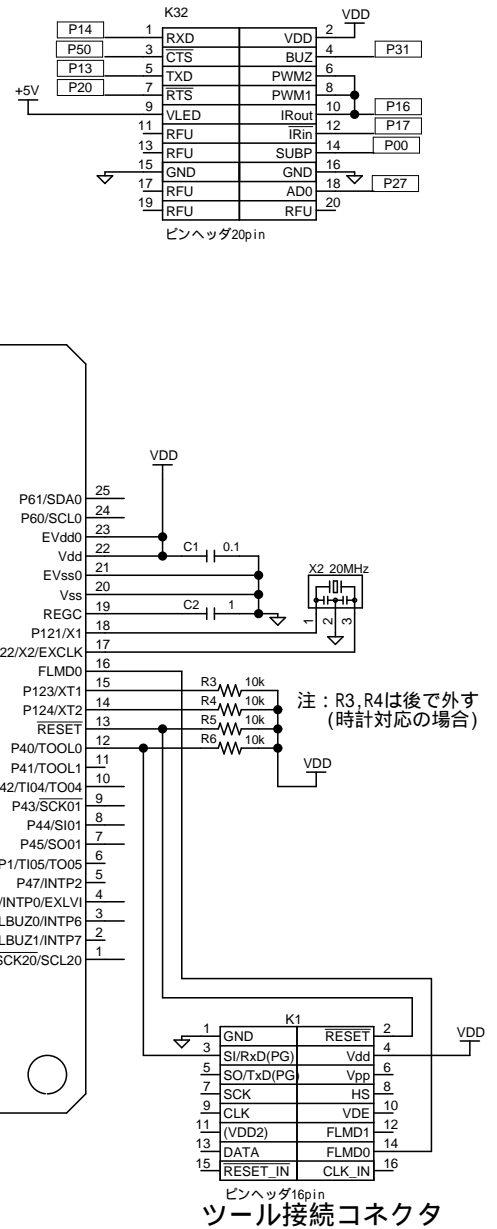 K32
VDD
P14 1 RXD VDD 2
P50 3 CTS BUZ 4 P31
P13 5 TXD PWM2 6
P20 7 RTS PWM1 8
+5V
9 VLED IRout 10 P16
11 RFU IRin 12 P17
13 RFU SUBP 14 P00
15 GND GND 16
17 RFU AD0 18 P27
19 RFU RFU 20
ピンヘッダ20pin
VDD
P61/SDA0 25
P60/SCL0 24
EVdd0 23
Vdd 22 C1 0.1
EVss0 21
X2 20MHz
Vss 20
REGC 19 C2 1
1 2 3
P121/X1 18
22/X2/EXCLK 17
FLMD0 16
P123/XT1 15 R3 10k
P124/XT2 14 R4 10k
RESET 13 R5 10k
P40/TOOL0 12 R6 10k
注：R3,R4は後で外す
(時計対応の場合)
VDD
P41/TOOL1 11
42/TI04/TO04 10
P43/SCK01 9
P44/SI01 8
P45/SO01 7
P1/TI05/TO05 6
P47/INTP2 5
/INTP0/EXLVI 4
LBUZ0/INTP6 3
LBUZ1/INTP7 2
SCK20/SCL20 1
K1
1 GND RESET 2
VDD
3 SI/RxD(PG) Vdd 4
5 SO/TxD(PG) Vpp 6
7 SCK HS 8
9 CLK VDE 10
11 (VDD2) FLMD1 12
13 DATA FLMD0 14
15 RESET_IN CLK_IN 16
ピンヘッダ16pin
ツール接続コネクタ